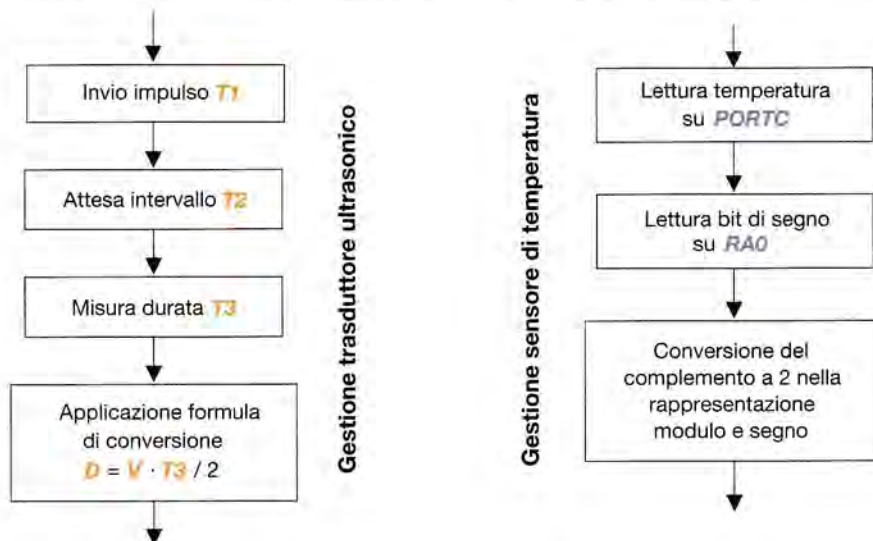 Invio impulso T1
Attesa intervallo T2
Misura durata T3
Applicazione formula
di conversione
D = V · T3 / 2
Gestione trasduttore ultrasonico
Gestione sensore di temperatura
Lettura temperatura
su PORTC
Lettura bit di segno
su RA0
Conversione del
complemento a 2 nella
rappresentazione
modulo e segno